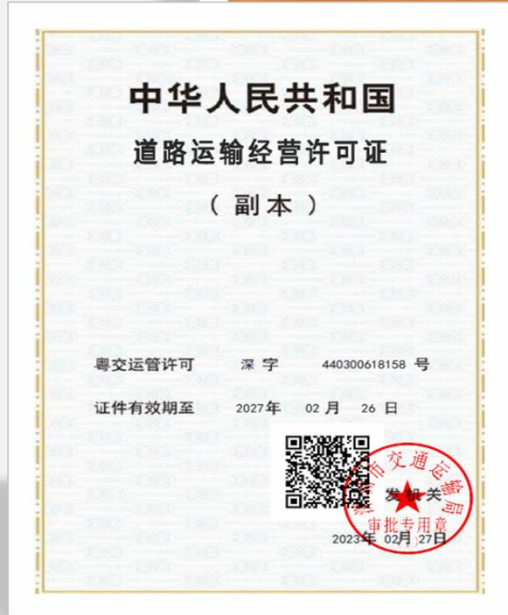 中华人民共和国
道路运输经营许可证
（副本）
粤交运管许可 深 字 440300618158 号
证件有效期至 2027年 02 月 26 日
市交通运输局
发机关
审批专用章
2023年 02月 27日